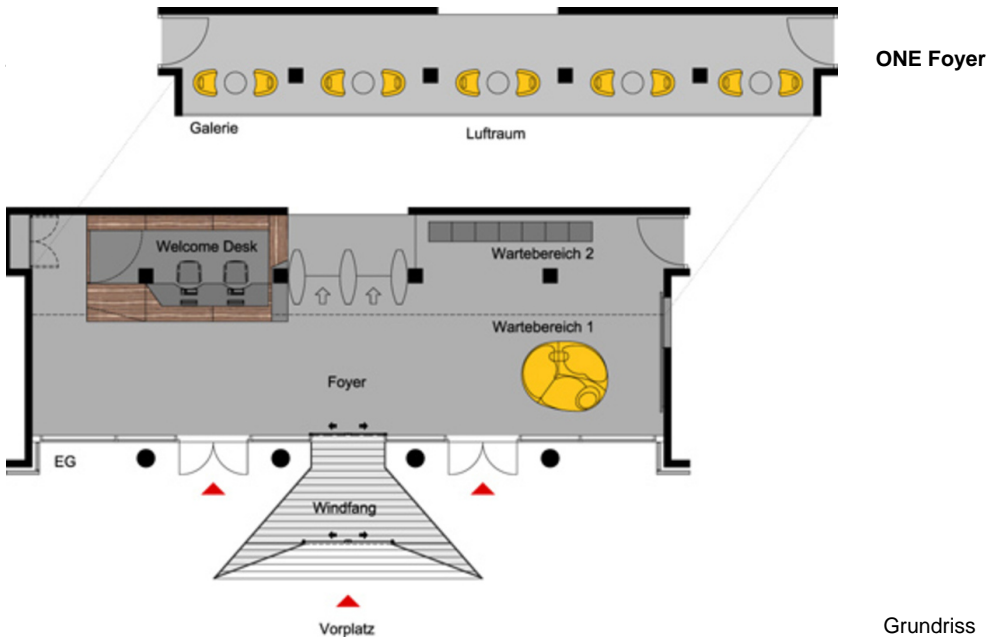 ONE Foyer
Galerie
Luftraum
Welcome Desk
Wartebereich 2
Wartebereich 1
Foyer
EG
Windfang
Vorplatz
Grundriss